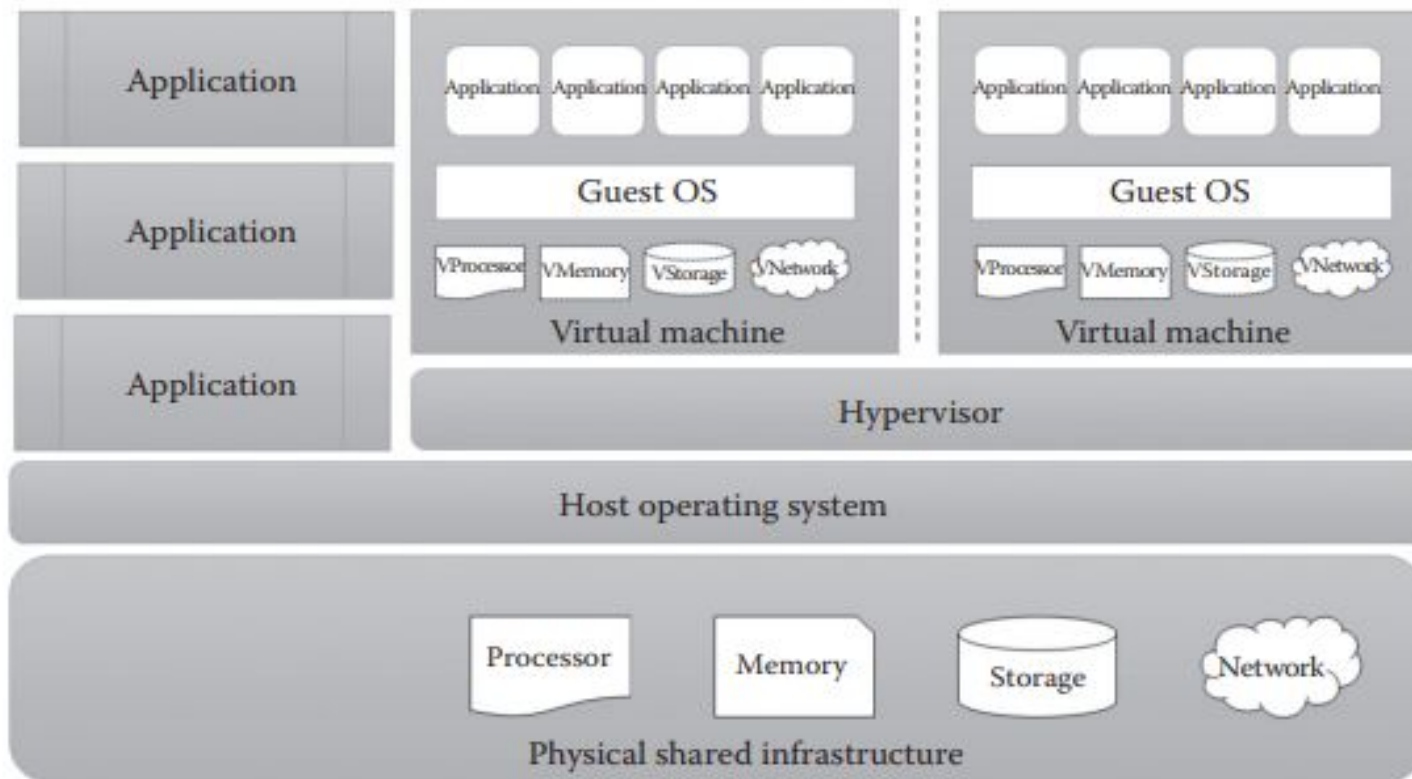 Application
Application
Application
Application Application Application Application
Guest OS
VProcessor VMemory VStorage VNetwork
Virtual machine
Application Application Application Application
Guest OS
VProcessor VMemory VStorage VNetwork
Virtual machine
Hypervisor
Host operating system
Processor Memory Storage Network
Physical shared infrastructure